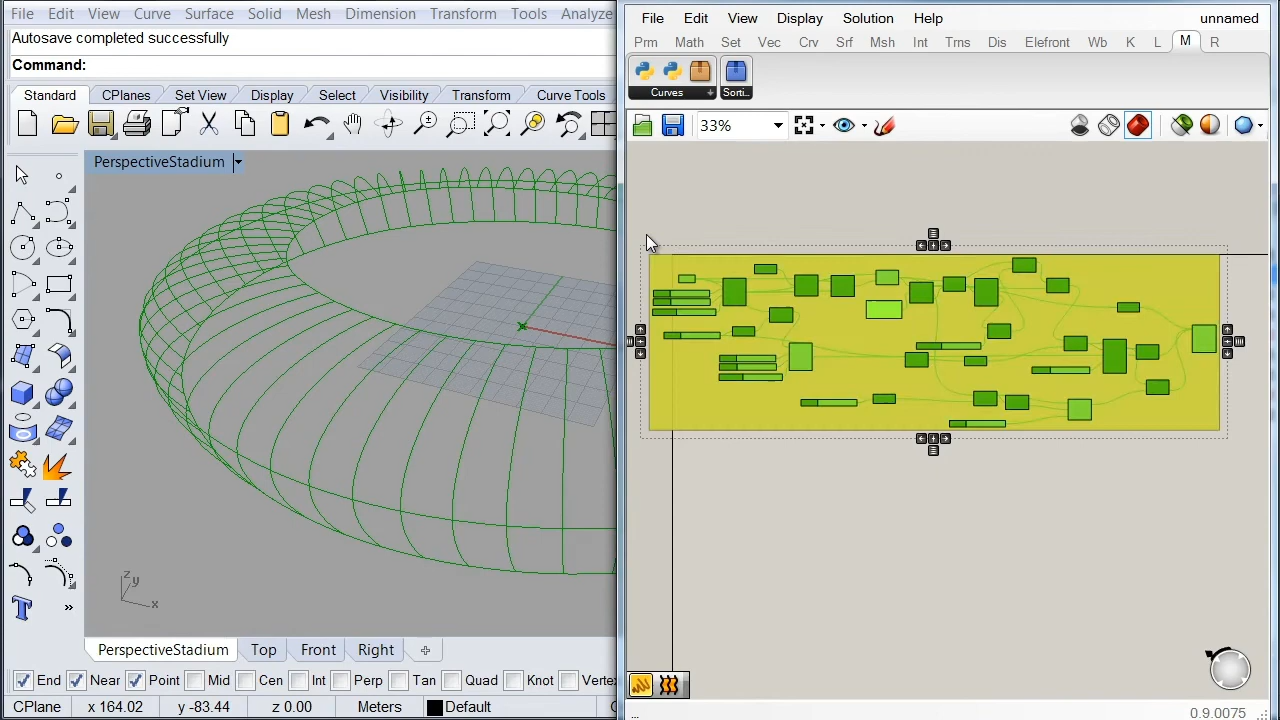 File Edit View Curve Surface Solid Mesh Dimension Transform Tools Analyze
Autosave completed successfully
Command:
Standard CPlanes Set View Display Select Visibility Transform Curve Tools
PerspectiveStadium
z
y
x
PerspectiveStadium Top Front Right
End Near Point Mid Cen Int Perp Tan Quad Knot Vertex
CPlane x 164.02 y -83.44 z 0.00 Meters Default
File Edit View Display Solution Help unnamed
Prm Math Set Vec Crv Srf Msh Int Trns Dis Elefront Wb K L M R
Curves + Sorti..
33%
...
0.9.0075